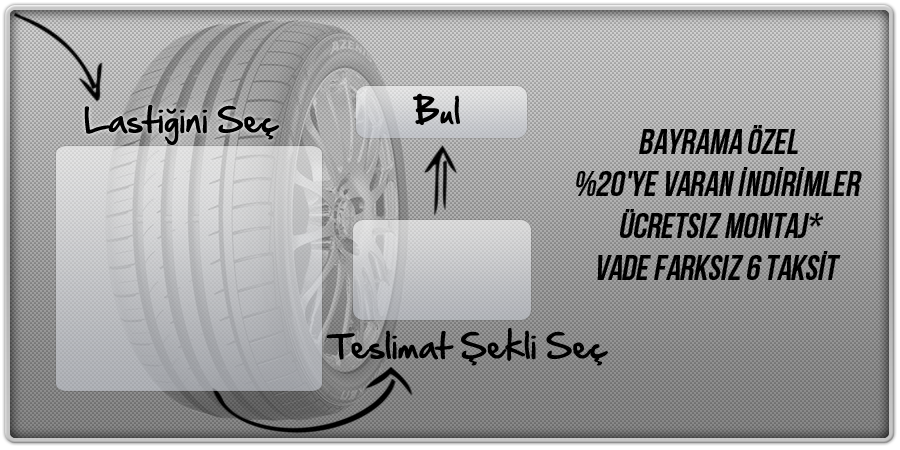 Lastiğini Seç
Bul
Teslimat Şekli Seç
BAYRAMA ÖZEL
%20'YE VARAN İNDİRİMLER
ÜCRETSIZ MONTAJ*
VADE FARKSIZ 6 TAKSİT